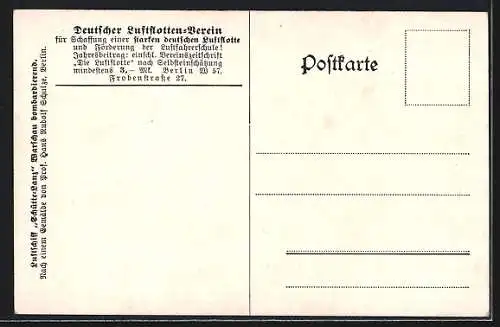 Deutscher Luftflotten-Verein
für Schaffung einer starken deutschen Luftflotte
und Förderung der Luftfahrerschule!
Jahresbeitrag: einschl. Vereinszeitschrift
„Die Luftflotte“ nach Selbsteinschätzung
mindestens 3,— Mk. Berlin W 57.
Frobenstraße 27.
Postkarte
Luftschiff „Schütte-Lanz“ Warschau bombardierend.
Nach einem Gemälde von Prof. Hans Rudolf Schulze, Berlin.